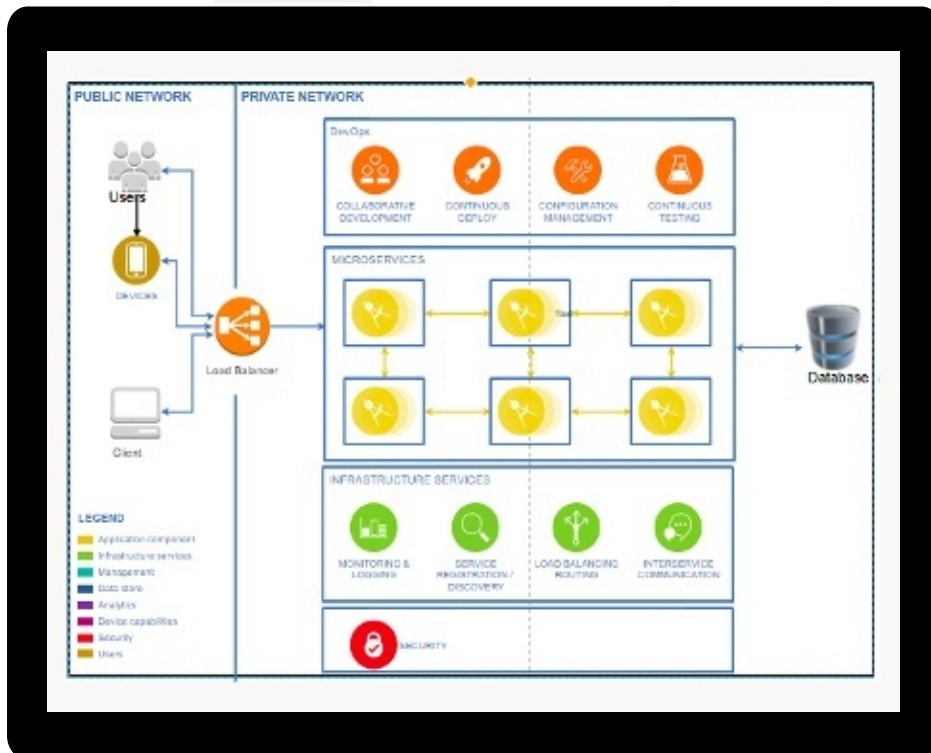 PUBLIC NETWORK
PRIVATE NETWORK
DevOps
Users
COLLABORATIVE
DEVELOPMENT
CONTINUOUS
DEPLOY
CONFIGURATION
MANAGEMENT
CONTINUOUS
TESTING
DEVICES
MICROSERVICES
Text
Load Balancer
Database
Client
INFRASTRUCTURE SERVICES
MONITORING &
LOGGING
SERVICE
REGISTRATION /
DISCOVERY
LOAD BALANCING
ROUTING
INTERSERVICE
COMMUNICATION
SECURITY
LEGEND
Application component
Infrastructure services
Management
Data store
Analytics
Device capabilities
Security
Users